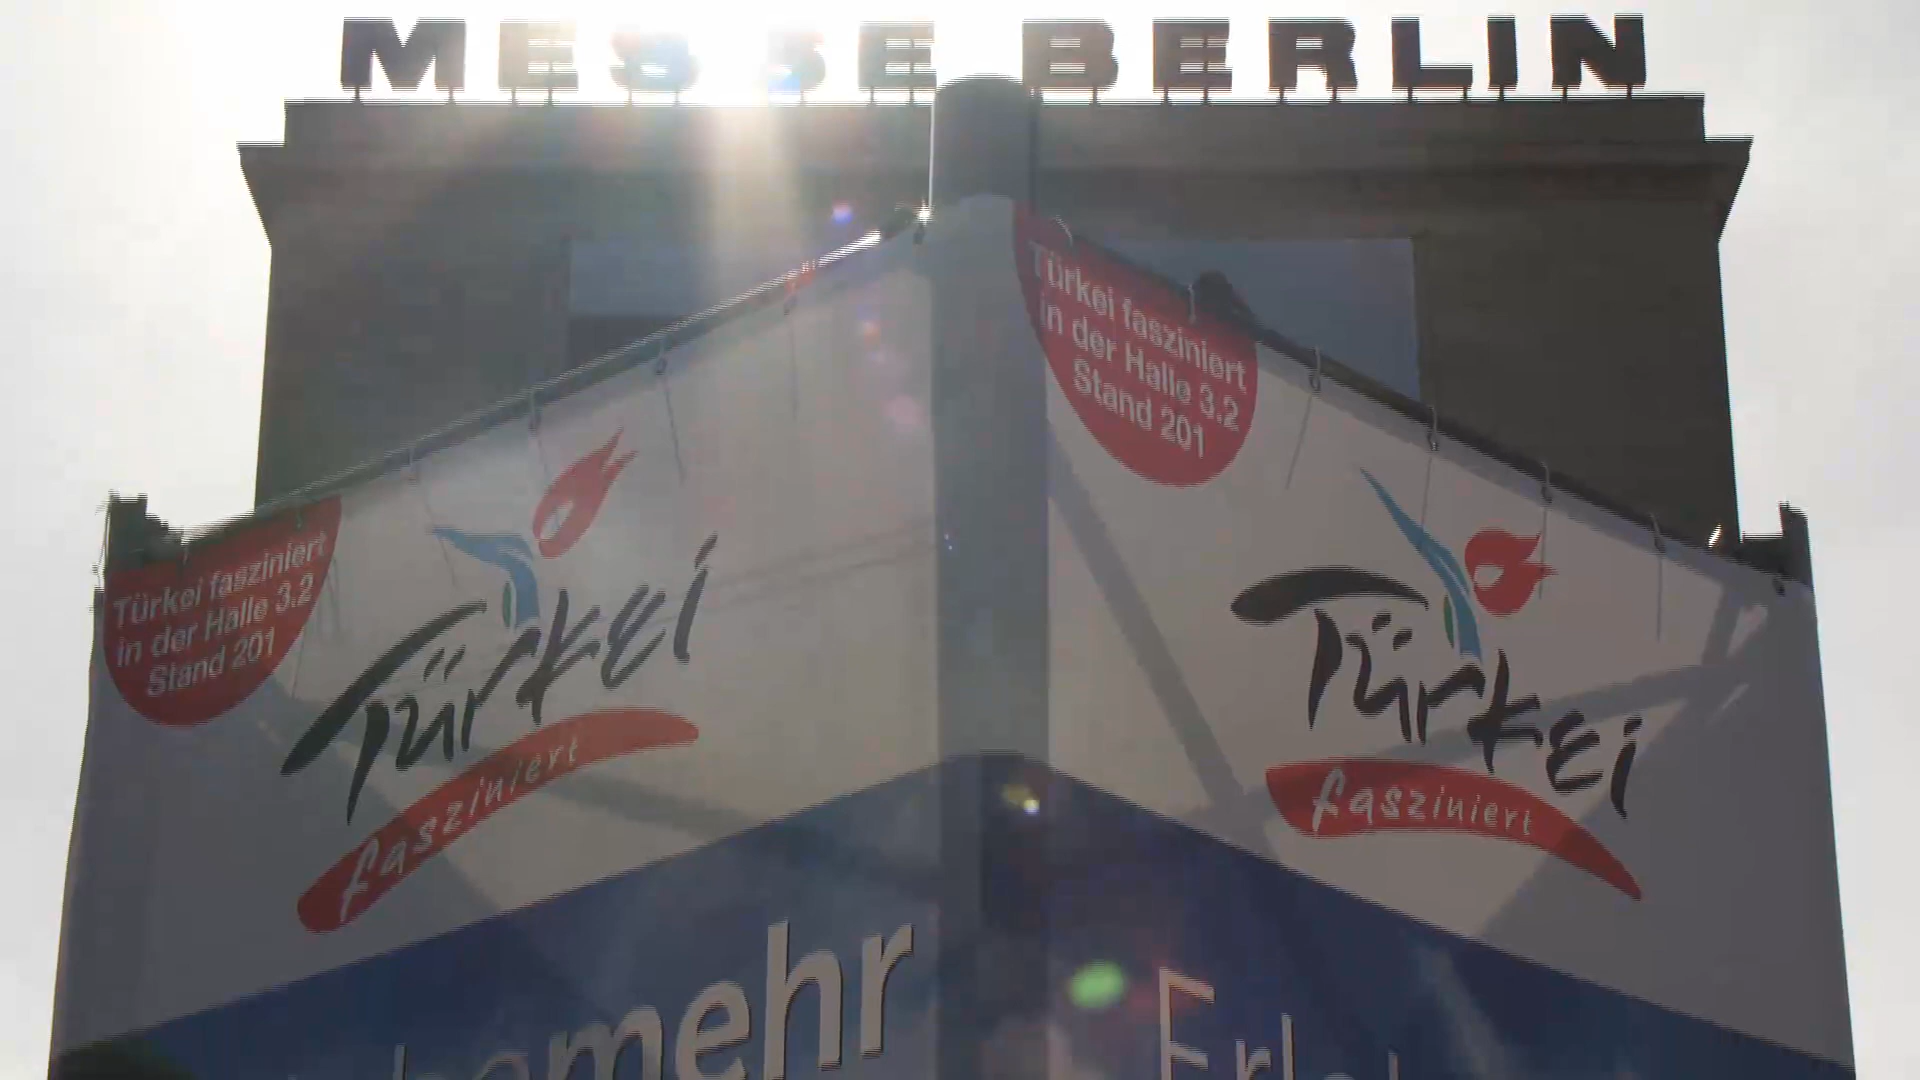 MESSE BERLIN
Türkei fasziniert
in der Halle 3.2
Stand 201
Türkei
fasziniert
Türkei fasziniert
in der Halle 3.2
Stand 201
Türkei
fasziniert